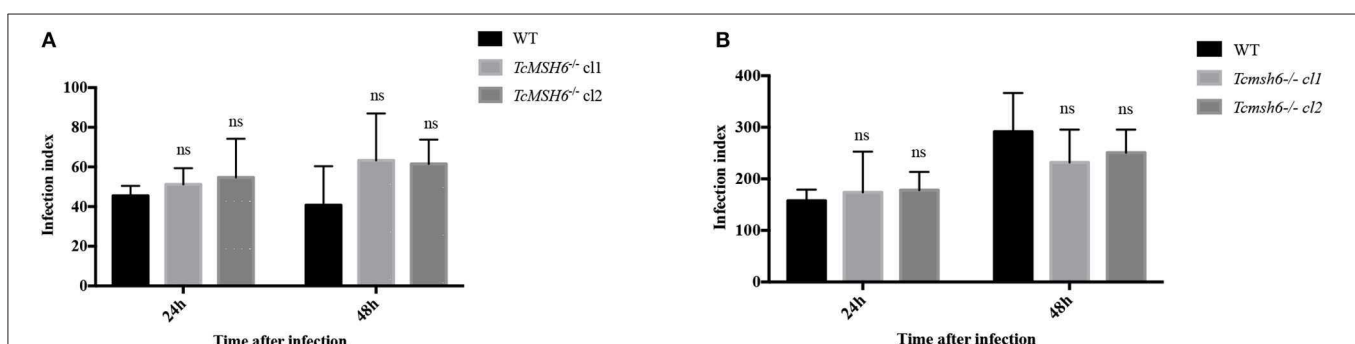 A
WT
TcMSH6-/- cl1
TcMSH6-/- cl2
Infection index
100
80
60
40
20
0
ns
ns
ns
ns
24h
48h
Time after infection
B
WT
Tcmsh6-/- cl1
Tcmsh6-/- cl2
Infection index
400
300
200
100
0
ns
ns
ns
ns
24h
48h
Time after infection